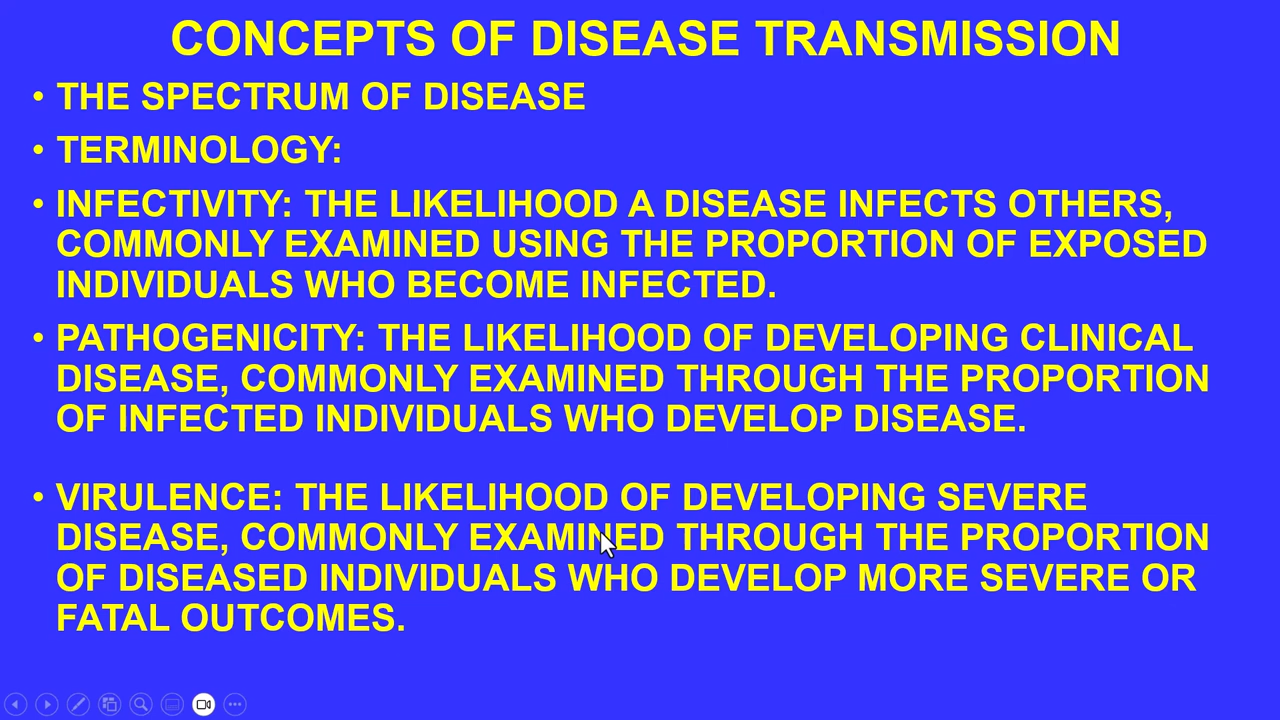 CONCEPTS OF DISEASE TRANSMISSION
• THE SPECTRUM OF DISEASE
• TERMINOLOGY:
• INFECTIVITY: THE LIKELIHOOD A DISEASE INFECTS OTHERS,
COMMONLY EXAMINED USING THE PROPORTION OF EXPOSED
INDIVIDUALS WHO BECOME INFECTED.
• PATHOGENICITY: THE LIKELIHOOD OF DEVELOPING CLINICAL
DISEASE, COMMONLY EXAMINED THROUGH THE PROPORTION
OF INFECTED INDIVIDUALS WHO DEVELOP DISEASE.
• VIRULENCE: THE LIKELIHOOD OF DEVELOPING SEVERE
DISEASE, COMMONLY EXAMINED THROUGH THE PROPORTION
OF DISEASED INDIVIDUALS WHO DEVELOP MORE SEVERE OR
FATAL OUTCOMES.